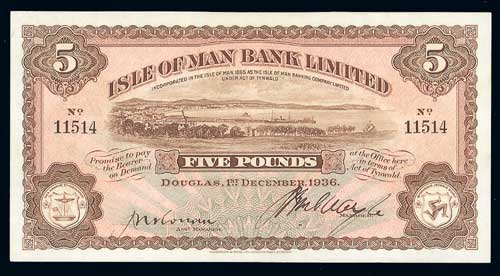 5 5
ISLE OF MAN BANK LIMITED
INCORPORATED IN THE ISLE OF MAN 1865 AS THE ISLE OF MAN BANKING COMPANY LIMITED
UNDER ACT OF TYNWALD
Nº Nº
11514 11514
Promise to pay the Bearer on Demand
FIVE POUNDS
at the Office here in terms of Act of Tynwald.
DOUGLAS, 1ST DECEMBER, 1936.
MANAGER.
ASST MANAGER.